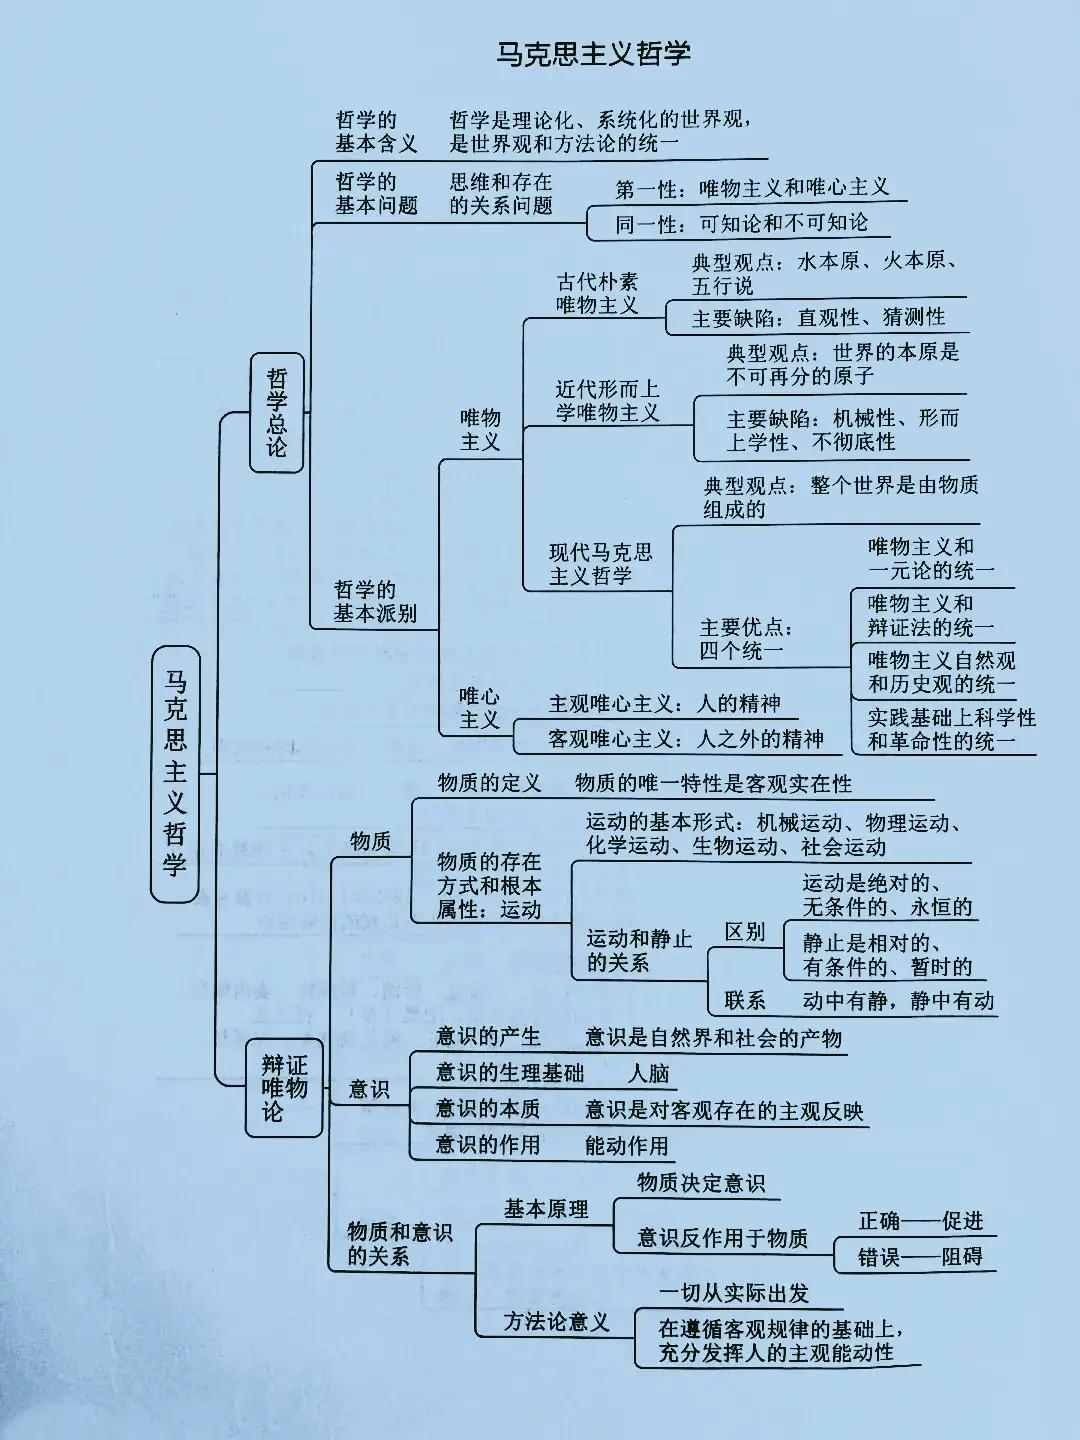 马克思主义哲学
哲学的
基本含义
哲学是理论化、系统化的世界观，
是世界观和方法论的统一
哲学的
基本问题
思维和存在
的关系问题
第一性：唯物主义和唯心主义
同一性：可知论和不可知论
古代朴素
唯物主义
典型观点：水本原、火本原、
五行说
主要缺陷：直观性、猜测性
近代形而上
学唯物主义
典型观点：世界的本原是
不可再分的原子
主要缺陷：机械性、形而
上学性、不彻底性
哲
学
总
论
唯物
主义
典型观点：整个世界是由物质
组成的
现代马克思
主义哲学
主要优点：
四个统一
唯物主义和
一元论的统一
唯物主义和
辩证法的统一
唯物主义自然观
和历史观的统一
实践基础上科学性
和革命性的统一
哲学的
基本派别
唯心
主义
主观唯心主义：人的精神
客观唯心主义：人之外的精神
马
克
思
主
义
哲
学
物质
物质的定义
物质的唯一特性是客观实在性
物质的存在
方式和根本
属性：运动
运动的基本形式：机械运动、物理运动、
化学运动、生物运动、社会运动
运动和静止
的关系
区别
运动是绝对的、
无条件的、永恒的
静止是相对的、
有条件的、暂时的
联系
动中有静，静中有动
辩证
唯物
论
意识
意识的产生
意识是自然界和社会的产物
意识的生理基础
人脑
意识的本质
意识是对客观存在的主观反映
意识的作用
能动作用
物质和意识
的关系
基本原理
物质决定意识
意识反作用于物质
正确——促进
错误——阻碍
方法论意义
一切从实际出发
在遵循客观规律的基础上，
充分发挥人的主观能动性